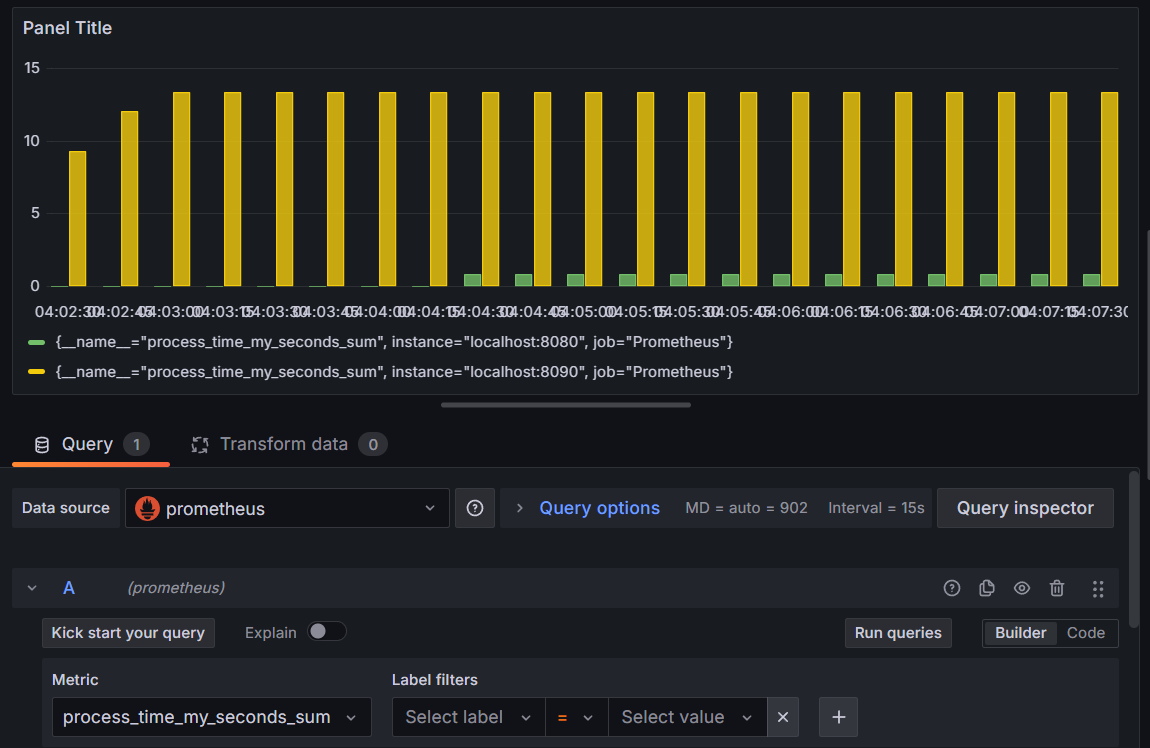 Panel Title
15
10
5
0
04:02:30 04:02:45 04:03:00 04:03:15 04:03:30 04:03:45 04:04:00 04:04:15 04:04:30 04:04:45 04:05:00 04:05:15 04:05:30 04:05:45 04:06:00 04:06:15 04:06:30 04:06:45 04:07:00 04:07:15 04:07:30
{__name__="process_time_my_seconds_sum", instance="localhost:8080", job="Prometheus"}
{__name__="process_time_my_seconds_sum", instance="localhost:8090", job="Prometheus"}
Query 1 Transform data 0
Data source prometheus ? > Query options MD = auto = 902 Interval = 15s Query inspector
A (prometheus) ?
Kick start your query Explain Run queries Builder Code
Metric Label filters
process_time_my_seconds_sum Select label = Select value × +